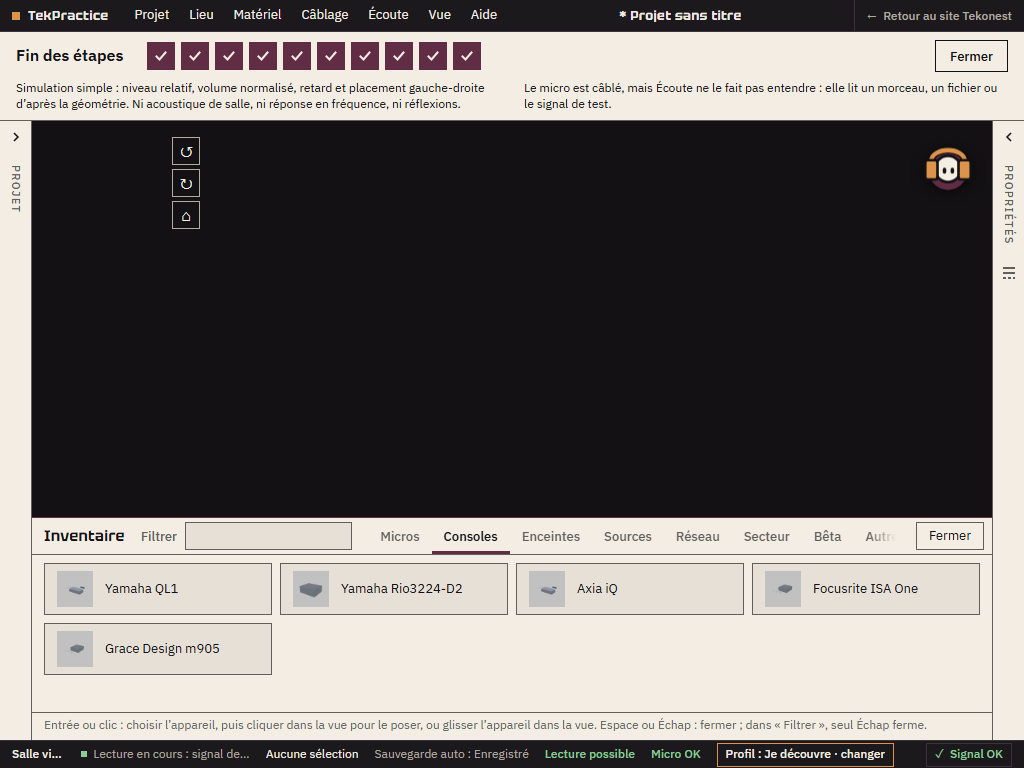 TekPractice Projet Lieu Matériel Câblage Écoute Vue Aide * Projet sans titre ← Retour au site Tekonest
Fin des étapes Fermer
Simulation simple : niveau relatif, volume normalisé, retard et placement gauche-droite
d’après la géométrie. Ni acoustique de salle, ni réponse en fréquence, ni réflexions.
Le micro est câblé, mais Écoute ne le fait pas entendre : elle lit un morceau, un fichier ou
le signal de test.
PROJET
PROPRIÉTÉS
Inventaire Filtrer Micros Consoles Enceintes Sources Réseau Secteur Bêta Autr Fermer
Yamaha QL1 Yamaha Rio3224-D2 Axia iQ Focusrite ISA One
Grace Design m905
Entrée ou clic : choisir l’appareil, puis cliquer dans la vue pour le poser, ou glisser l’appareil dans la vue. Espace ou Échap : fermer ; dans « Filtrer », seul Échap ferme.
Salle vi... Lecture en cours : signal de... Aucune sélection Sauvegarde auto : Enregistré Lecture possible Micro OK Profil : Je découvre · changer ✓ Signal OK